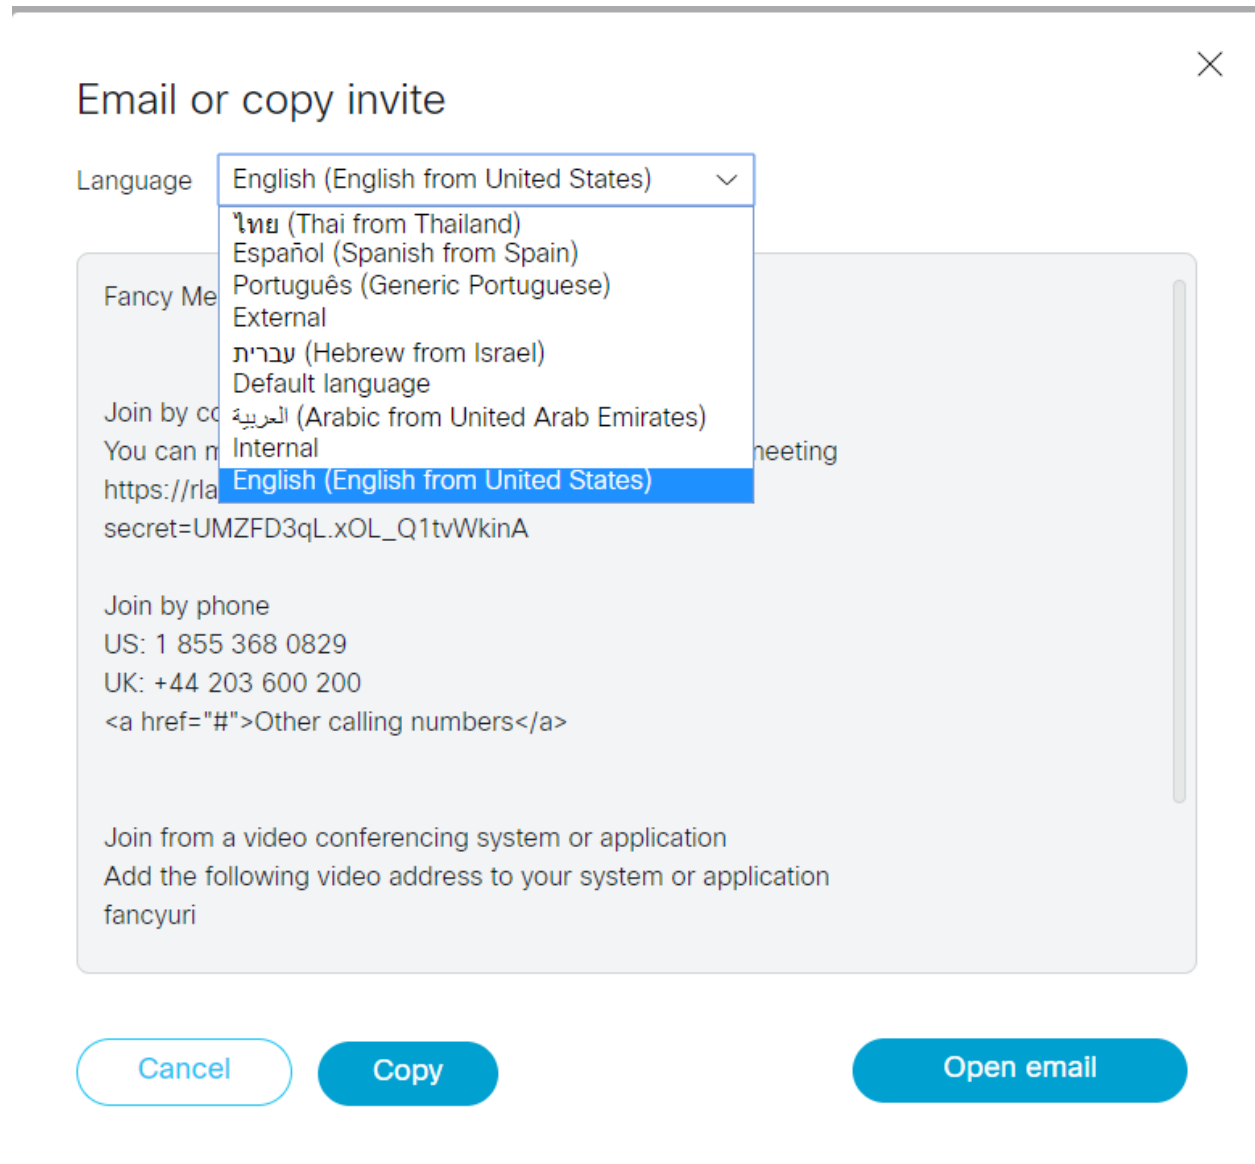 Email or copy invite
Language English (English from United States)
ไทย (Thai from Thailand)
Español (Spanish from Spain)
Português (Generic Portuguese)
External
עברית (Hebrew from Israel)
Default language
العربية (Arabic from United Arab Emirates)
Internal
English (English from United States)
Fancy Me
Join by co
You can m neeting
https://rla
secret=UMZFD3qL.xOL_Q1tvWkinA
Join by phone
US: 1 855 368 0829
UK: +44 203 600 200
<a href="#">Other calling numbers</a>
Join from a video conferencing system or application
Add the following video address to your system or application
fancyuri
Cancel Copy Open email